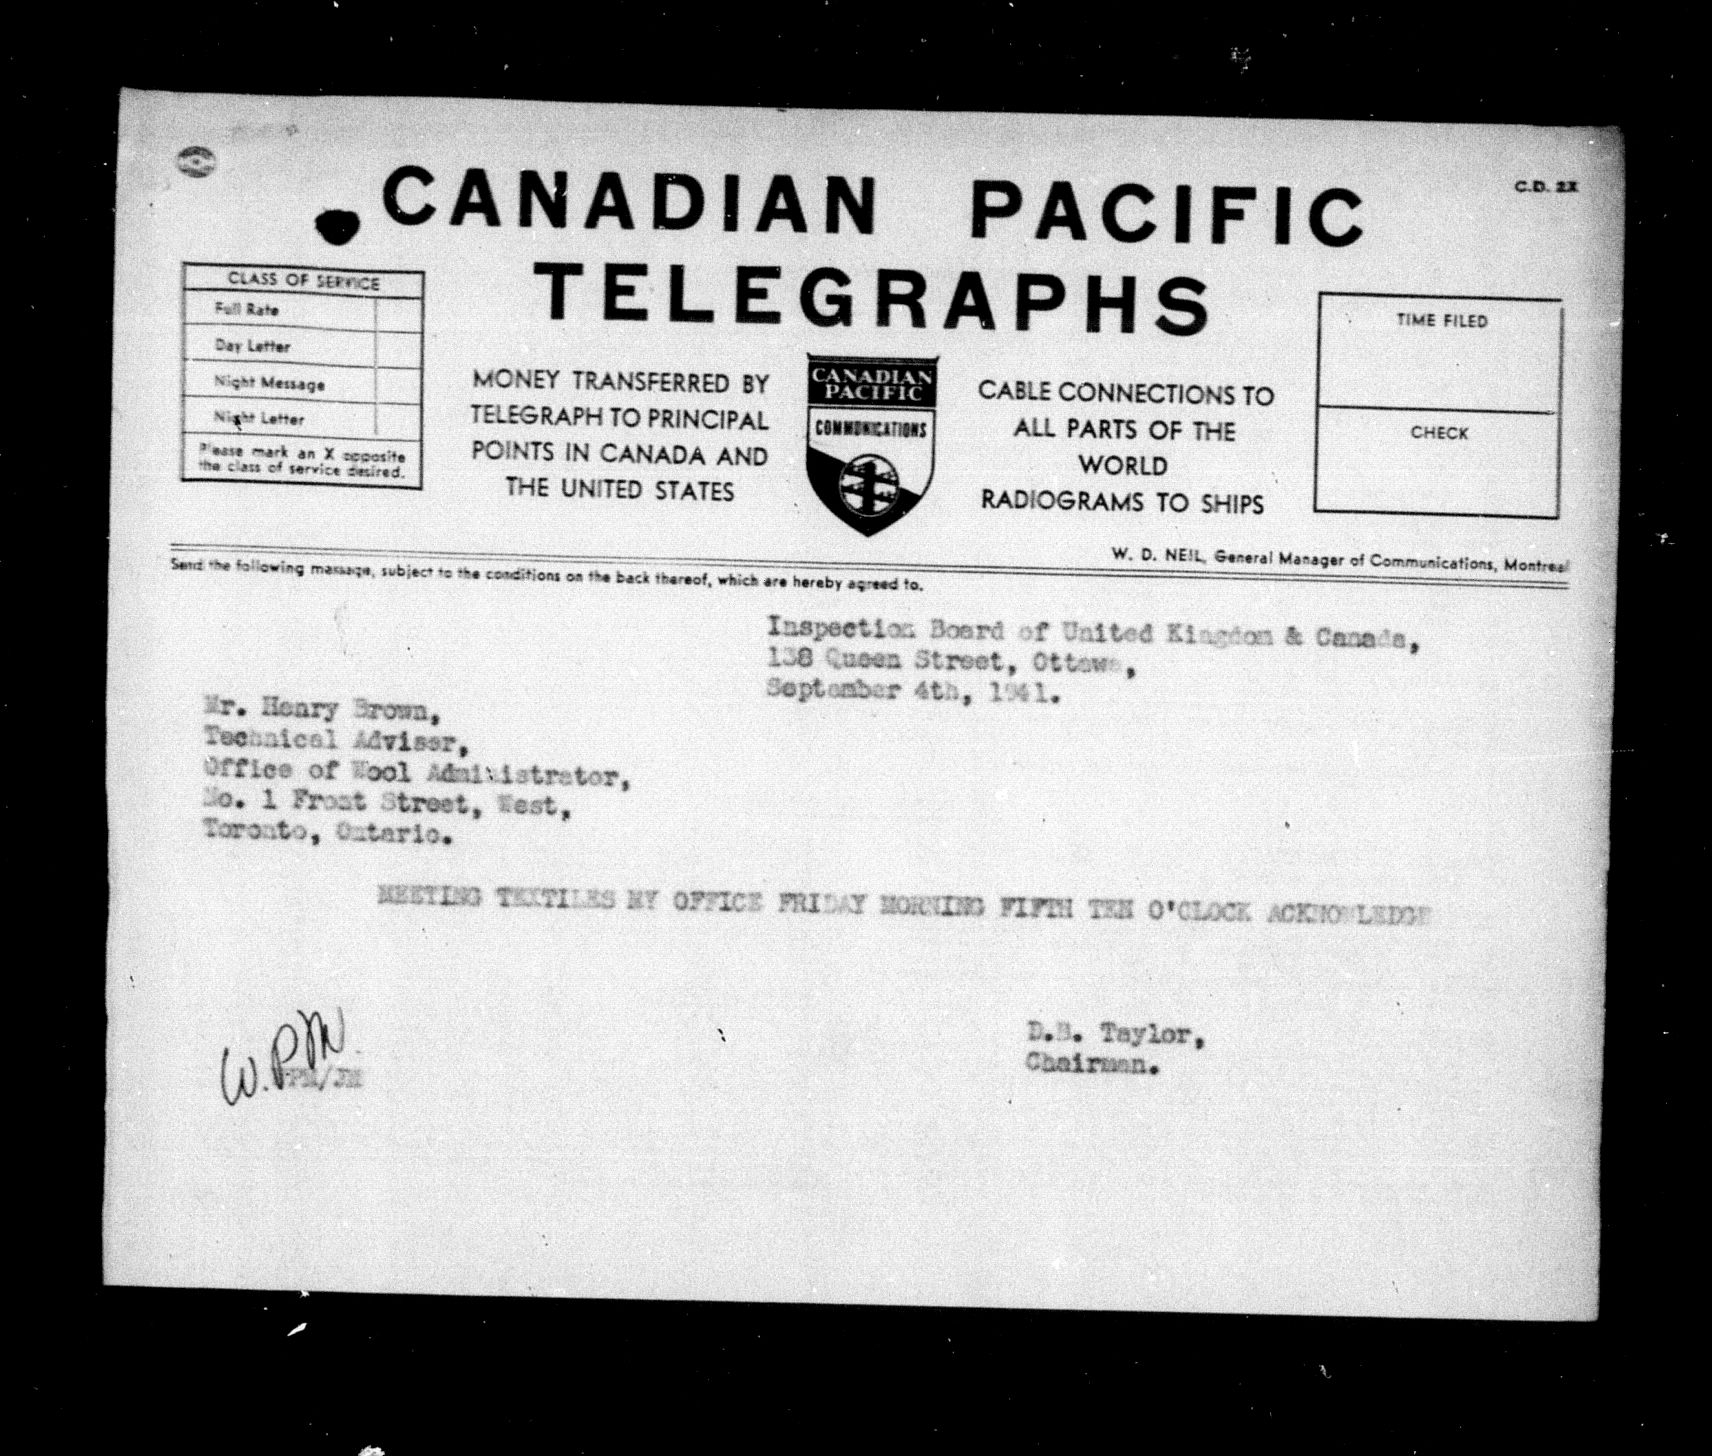 C.D. 2X
CANADIAN PACIFIC
TELEGRAPHS
CLASS OF SERVICE
Full Rate
Day Letter
Night Message
Night Letter
Please mark an X opposite
the class of service desired.
MONEY TRANSFERRED BY
TELEGRAPH TO PRINCIPAL
POINTS IN CANADA AND
THE UNITED STATES
CANADIAN
PACIFIC
COMMUNICATIONS
CABLE CONNECTIONS TO
ALL PARTS OF THE
WORLD
RADIOGRAMS TO SHIPS
TIME FILED
CHECK
W. D. NEIL, General Manager of Communications, Montreal
Send the following message, subject to the conditions on the back thereof, which are hereby agreed to.
Inspection Board of United Kingdom & Canada,
138 Queen Street, Ottawa,
September 4th, 1941.
Mr. Henry Brown,
Technical Adviser,
Office of Wool Administrator,
No. 1 Front Street, West,
Toronto, Ontario.
MEETING TEXTILES MY OFFICE FRIDAY MORNING FIFTH TEN O'CLOCK ACKNOWLEDGE
D.B. Taylor,
Chairman.
W.P.M.
PM/JM